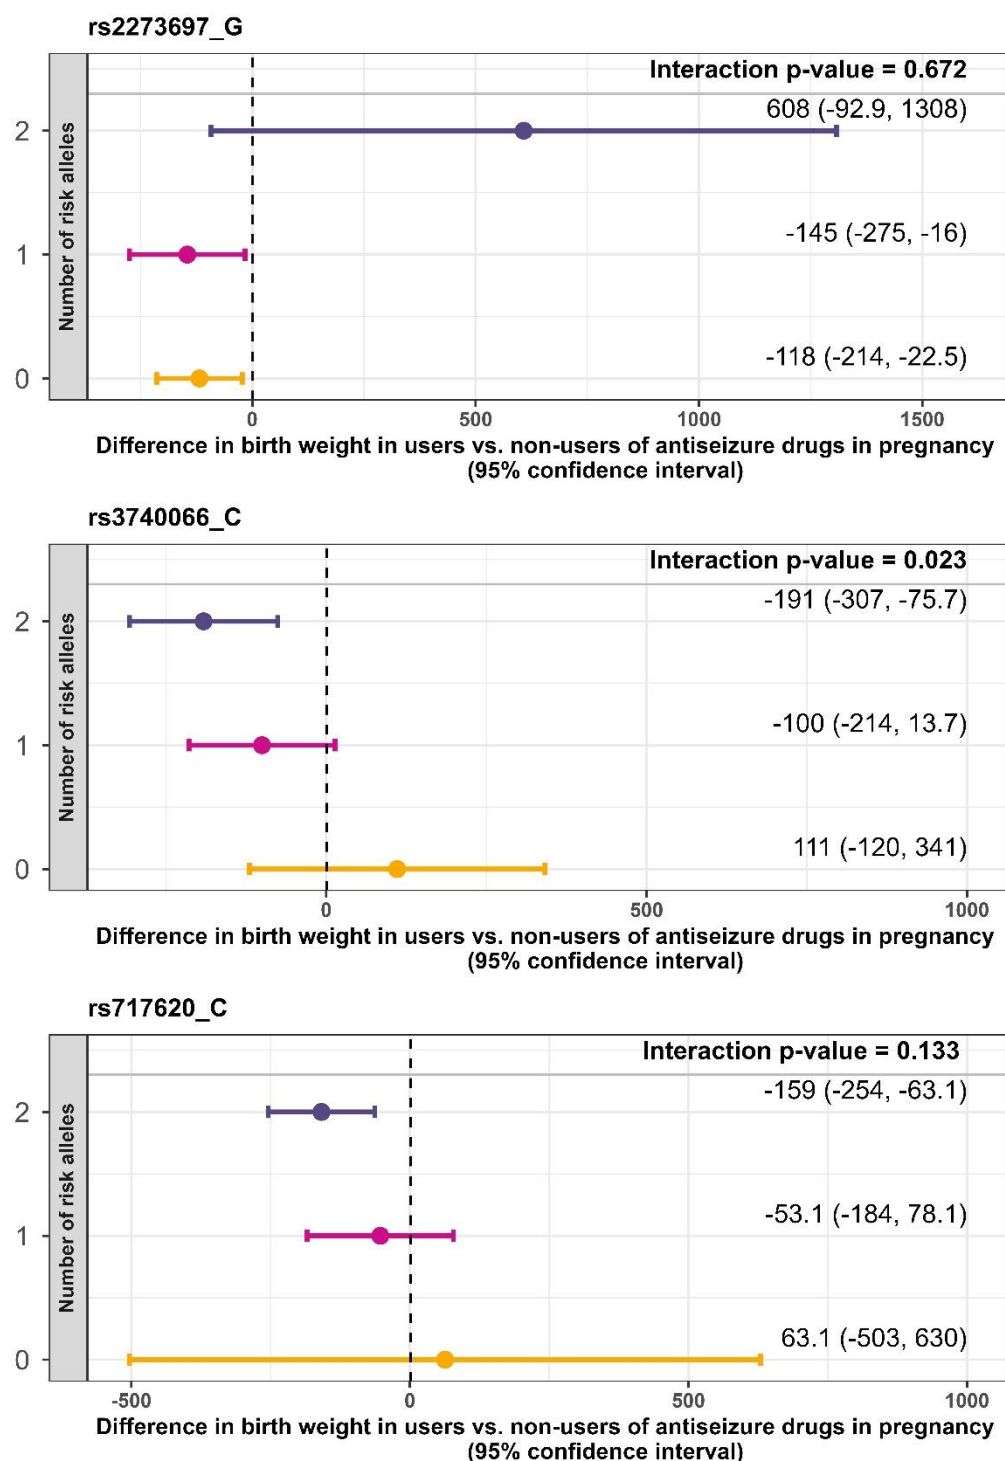 rs2273697_G
Interaction p-value = 0.672
Number of risk alleles
2
608 (-92.9, 1308)
1
-145 (-275, -16)
0
-118 (-214, -22.5)
0 500 1000 1500
Difference in birth weight in users vs. non-users of antiseizure drugs in pregnancy
(95% confidence interval)
rs3740066_C
Interaction p-value = 0.023
Number of risk alleles
2
-191 (-307, -75.7)
1
-100 (-214, 13.7)
0
111 (-120, 341)
0 500 1000
Difference in birth weight in users vs. non-users of antiseizure drugs in pregnancy
(95% confidence interval)
rs717620_C
Interaction p-value = 0.133
Number of risk alleles
2
-159 (-254, -63.1)
1
-53.1 (-184, 78.1)
0
63.1 (-503, 630)
-500 0 500 1000
Difference in birth weight in users vs. non-users of antiseizure drugs in pregnancy
(95% confidence interval)